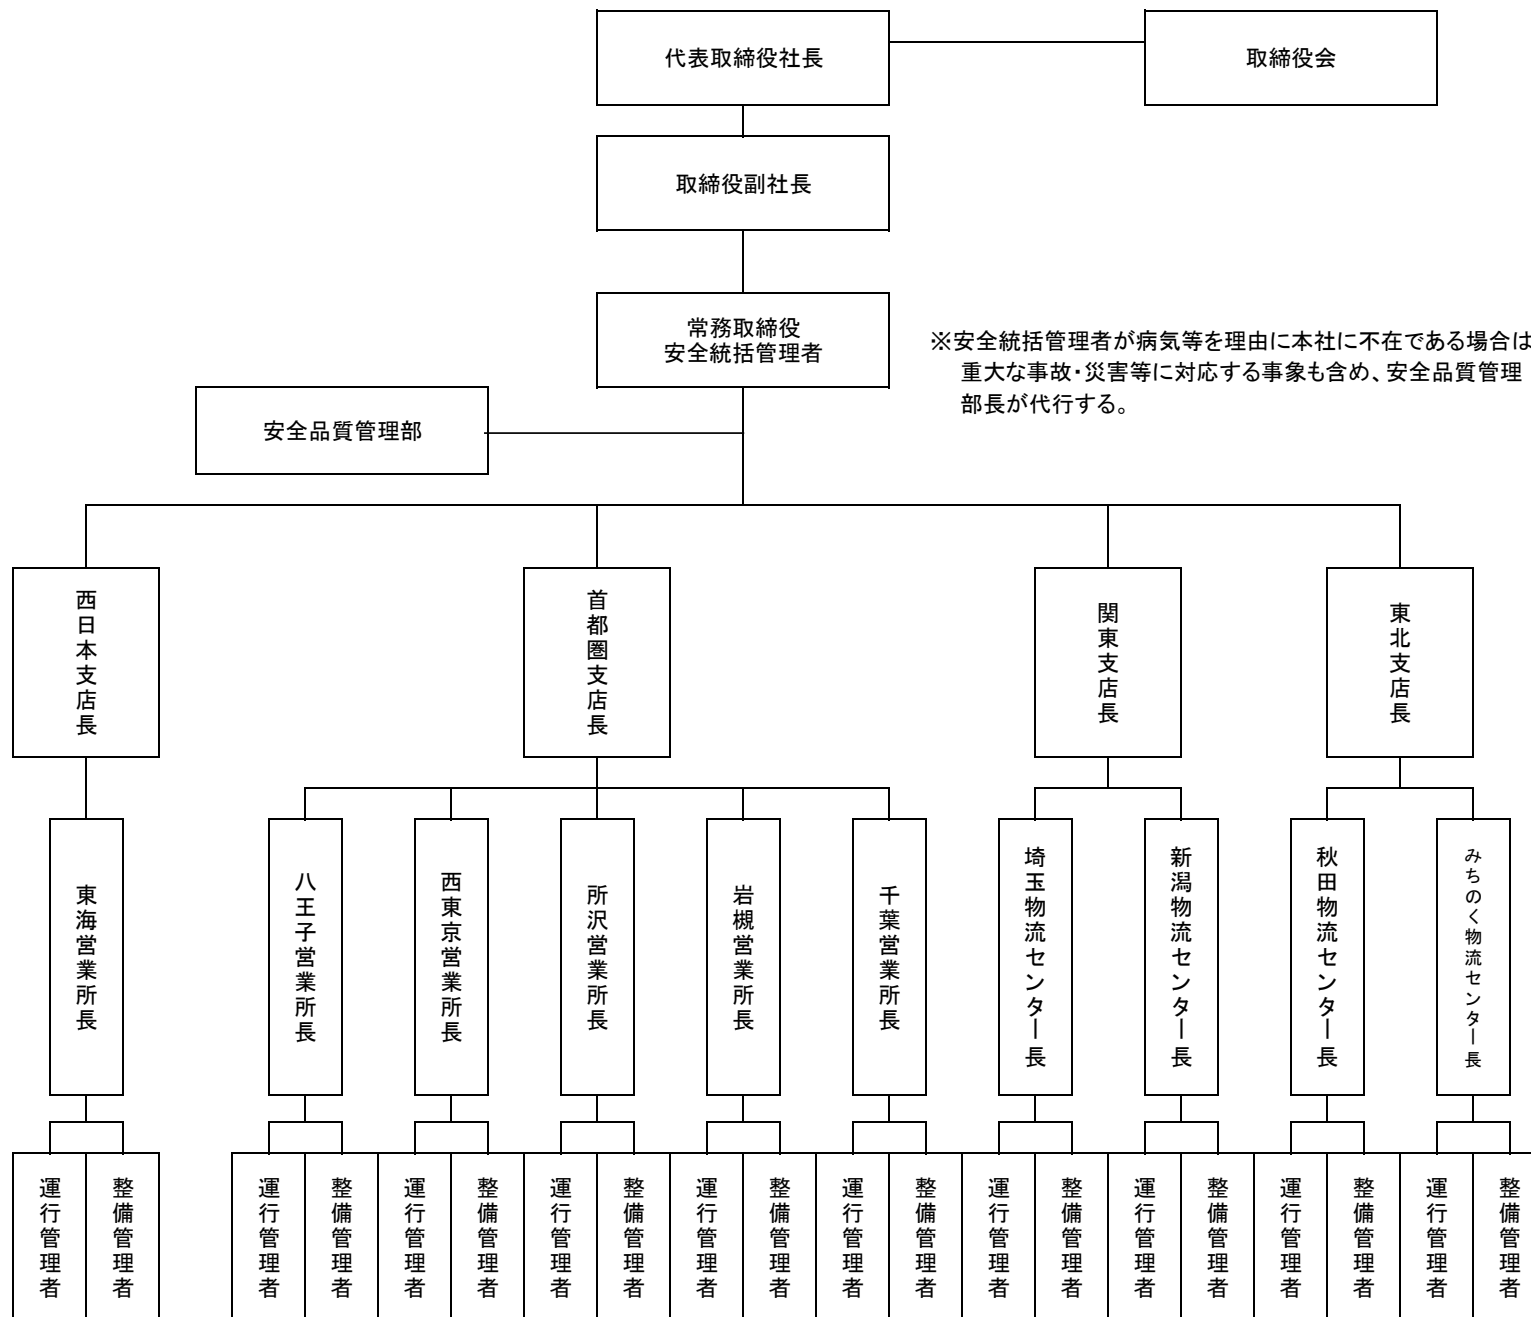 代表取締役社長
取締役会
取締役副社長
常務取締役
安全統括管理者
※安全統括管理者が病気等を理由に本社に不在である場合は
重大な事故・災害等に対応する事象も含め、安全品質管理
部長が代行する。
安全品質管理部
西日本支店長
首都圏支店長
関東支店長
東北支店長
東海営業所長
八王子営業所長
西東京営業所長
所沢営業所長
岩槻営業所長
千葉営業所長
埼玉物流センター長
新潟物流センター長
秋田物流センター長
みちのく物流センター長
運行管理者
整備管理者
運行管理者
整備管理者
運行管理者
整備管理者
運行管理者
整備管理者
運行管理者
整備管理者
運行管理者
整備管理者
運行管理者
整備管理者
運行管理者
整備管理者
運行管理者
整備管理者
運行管理者
整備管理者